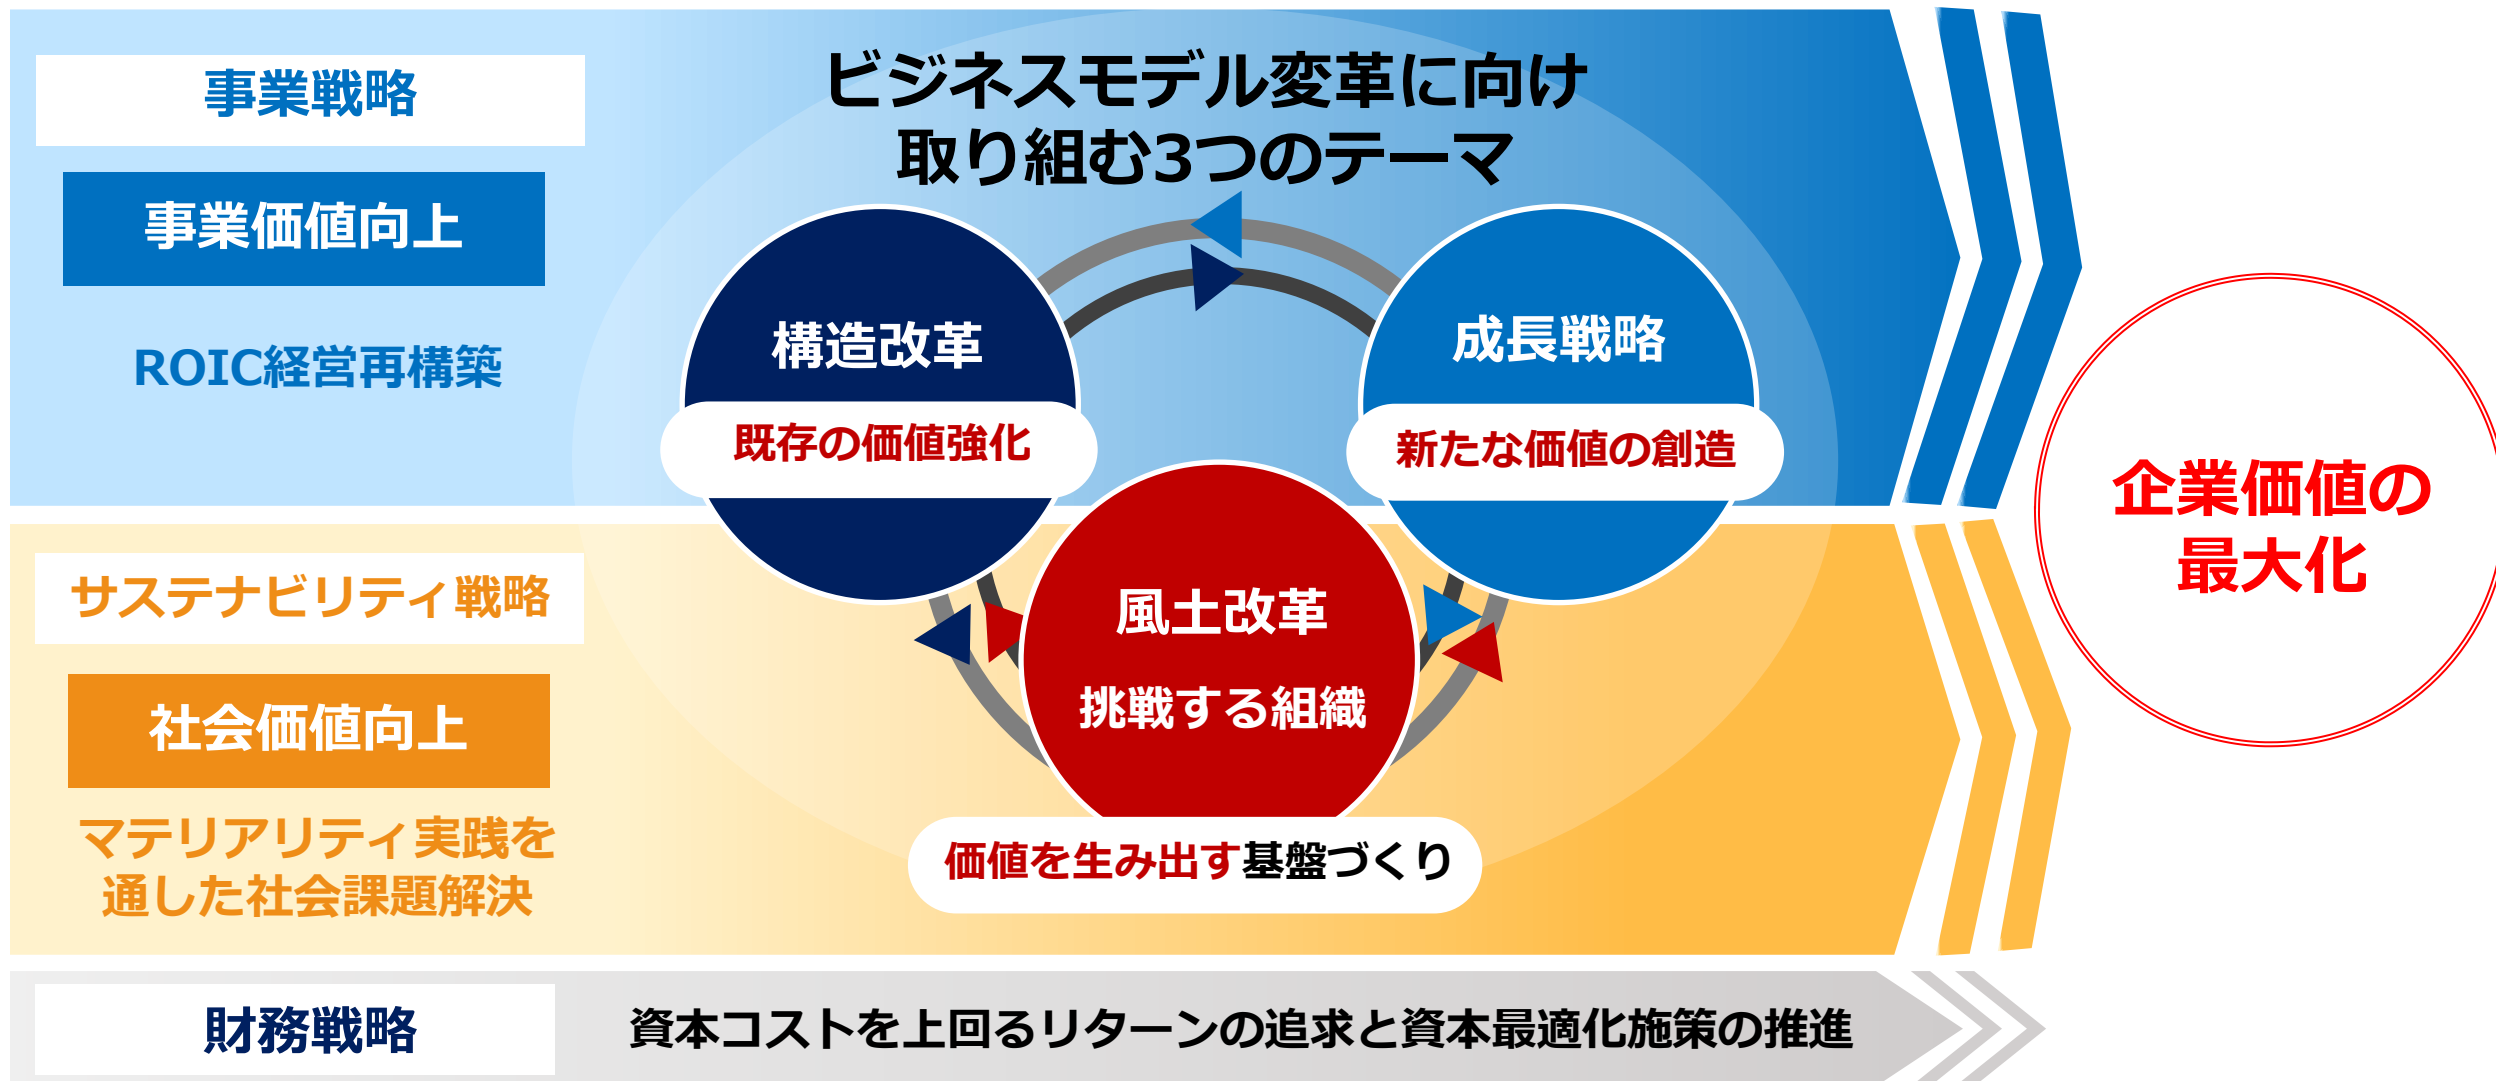 事業戦略
事業価値向上
ROIC経営再構築
ビジネスモデル変革に向け
取り組む3つのテーマ
構造改革
既存の価値強化
成長戦略
新たな価値の創造
風土改革
挑戦する組織
価値を生み出す基盤づくり
サステナビリティ戦略
社会価値向上
マテリアリティ実践を
通した社会課題解決
財務戦略
資本コストを上回るリターンの追求と資本最適化施策の推進
企業価値の
最大化